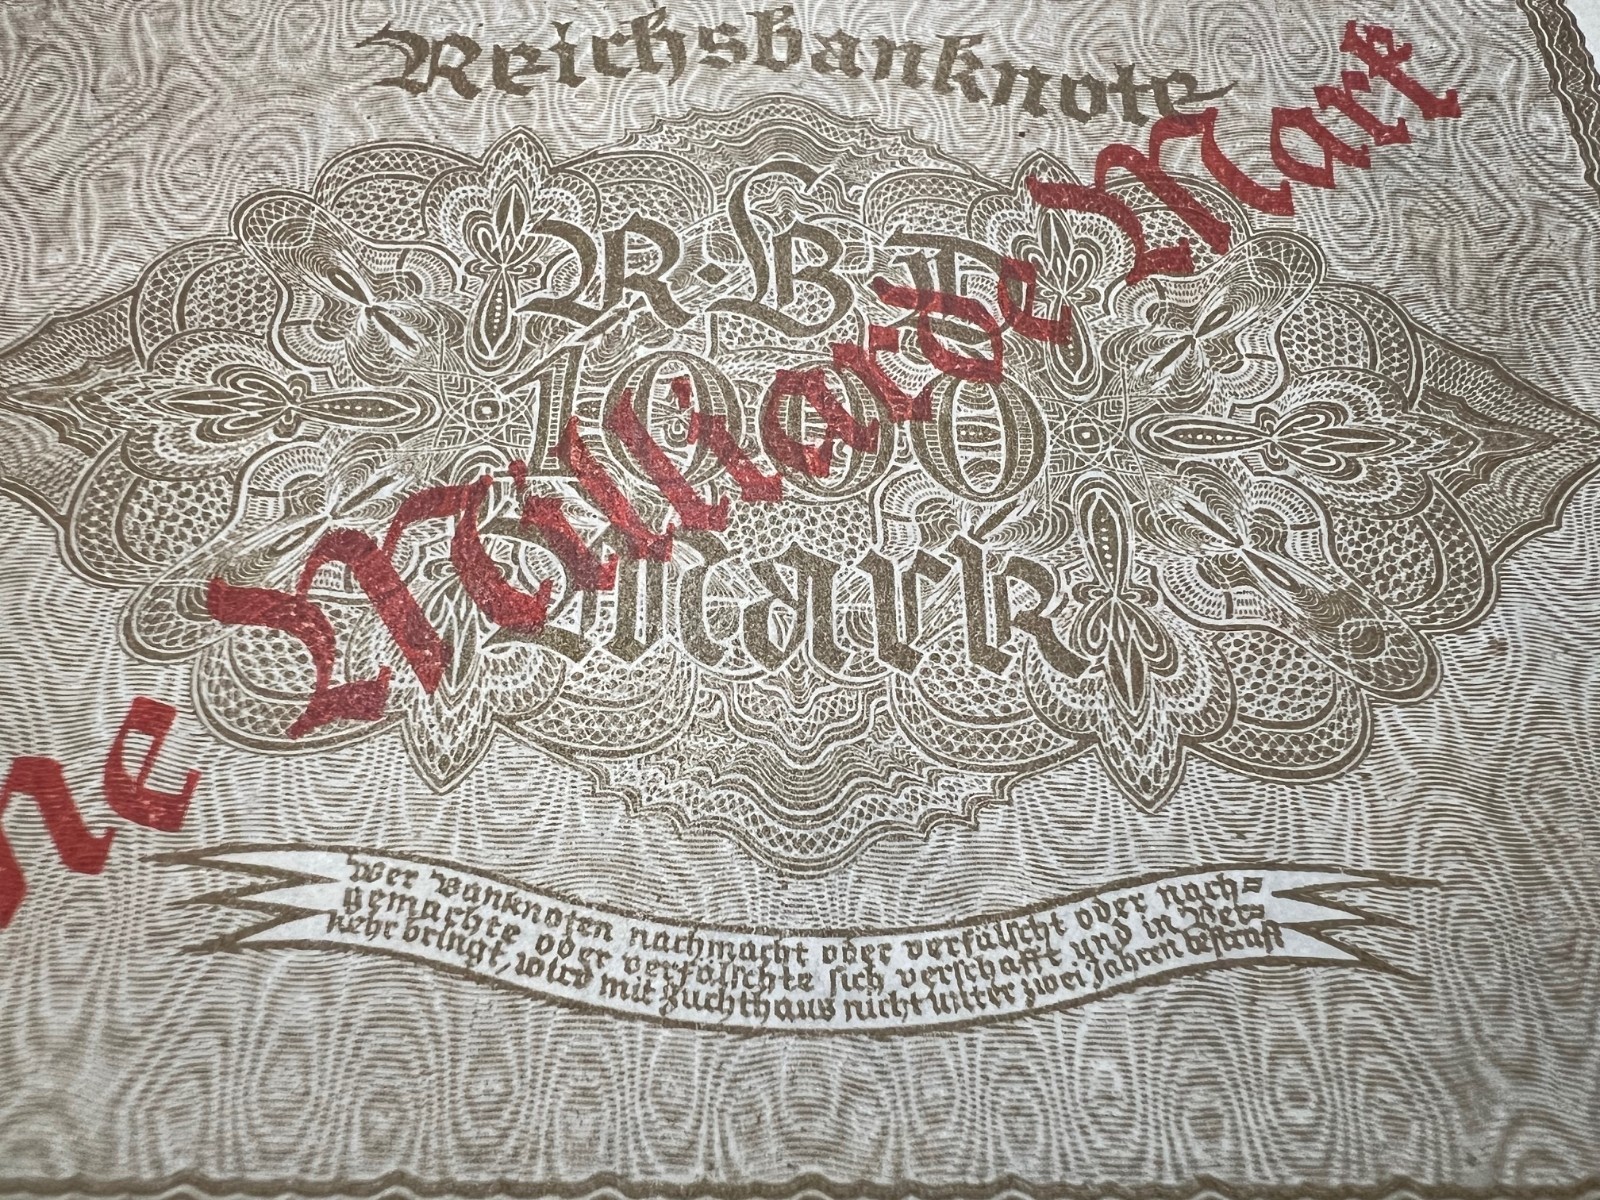 Reichsbanknote
R·B·D
1000
Mark
ne Milliarde Mark
Wer Banknoten nachmacht oder verfälscht oder nach=
gemachte oder verfälschte sich verschafft und in Ver=
kehr bringt, wird mit Zuchthaus nicht unter zwei Jahren bestraft